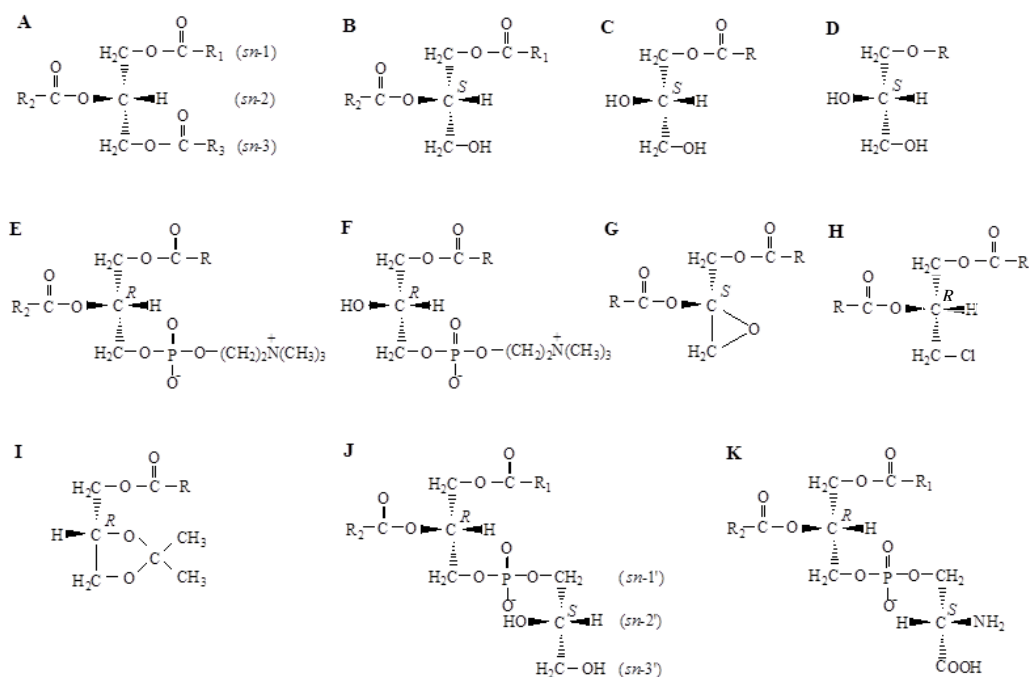 A
O
H₂C–O–C–R₁ (sn-1)
O
R₂–C–O–C–H (sn-2)
O
H₂C–O–C–R₃ (sn-3)
B
O
H₂C–O–C–R₁
O
S
R₂–C–O–C–H
H₂C–OH
C
O
H₂C–O–C–R
S
HO–C–H
H₂C–OH
D
H₂C–O–R
S
HO–C–H
H₂C–OH
E
O
H₂C–O–C–R
O
R
R₂–C–O–C–H
O
+
H₂C–O–P–O–(CH₂)₂N(CH₃)₃
O⁻
F
O
H₂C–O–C–R
R
HO–C–H
O
+
H₂C–O–P–O–(CH₂)₂N(CH₃)₃
O⁻
G
O
H₂C–O–C–R
O
S
R–C–O–C
O
H₂C
H
O
H₂C–O–C–R
O
R
R–C–O–C–H
H₂C–Cl
I
O
H₂C–O–C–R
R
H–C–O
CH₃
C
CH₃
H₂C–O
J
O
H₂C–O–C–R₁
O
R
R₂–C–O–C–H
O
H₂C–O–P–O–CH₂ (sn-1')
O⁻
S
HO–C–H (sn-2')
H₂C–OH (sn-3')
K
O
H₂C–O–C–R₁
O
R
R₂–C–O–C–H
O
H₂C–O–P–O–CH₂
O⁻
S
H–C–NH₂
COOH